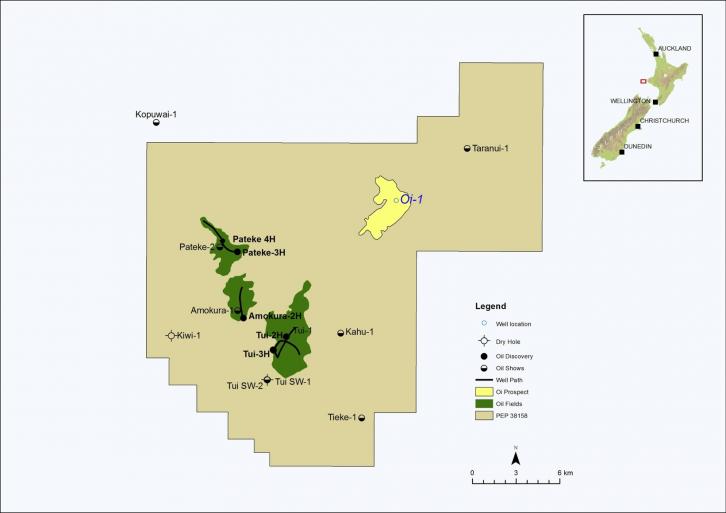 AUCKLAND
WELLINGTON
CHRISTCHURCH
DUNEDIN
Kopuwai-1
Taranui-1
Oi-1
Pateke 4H
Pateke-2
Pateke-3H
Amokura-1
Amokura-2H
Kiwi-1
Tui-2H
Tui-1
Kahu-1
Tui-3H
Tui SW-2
Tui SW-1
Tieke-1
Legend
Well location
Dry Hole
Oil Discovery
Oil Shows
Well Path
Oi Prospect
Oil Fields
PEP 38158
N
0 3 6 km